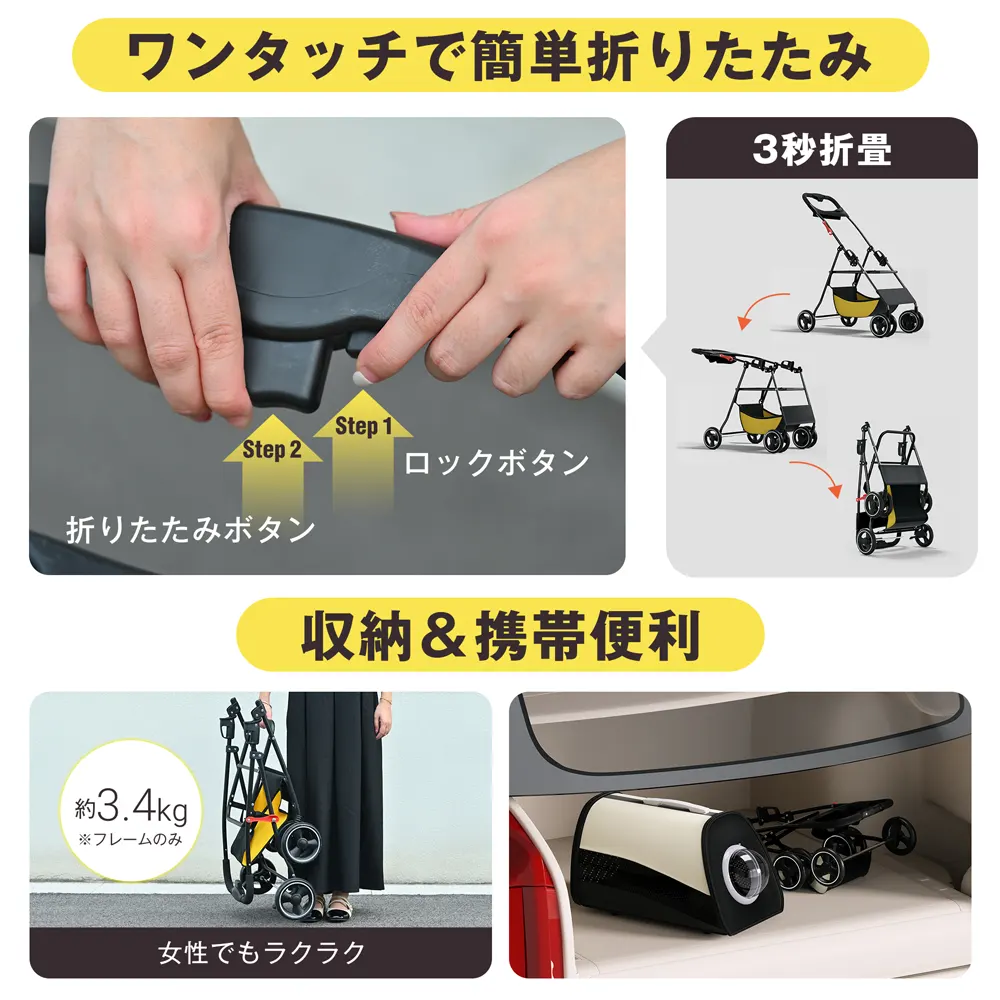 ワンタッチで簡単折りたたみ
3秒折畳
Step 1
ロックボタン
Step 2
折りたたみボタン
収納&携帯便利
約3.4kg
※フレームのみ
女性でもラクラク